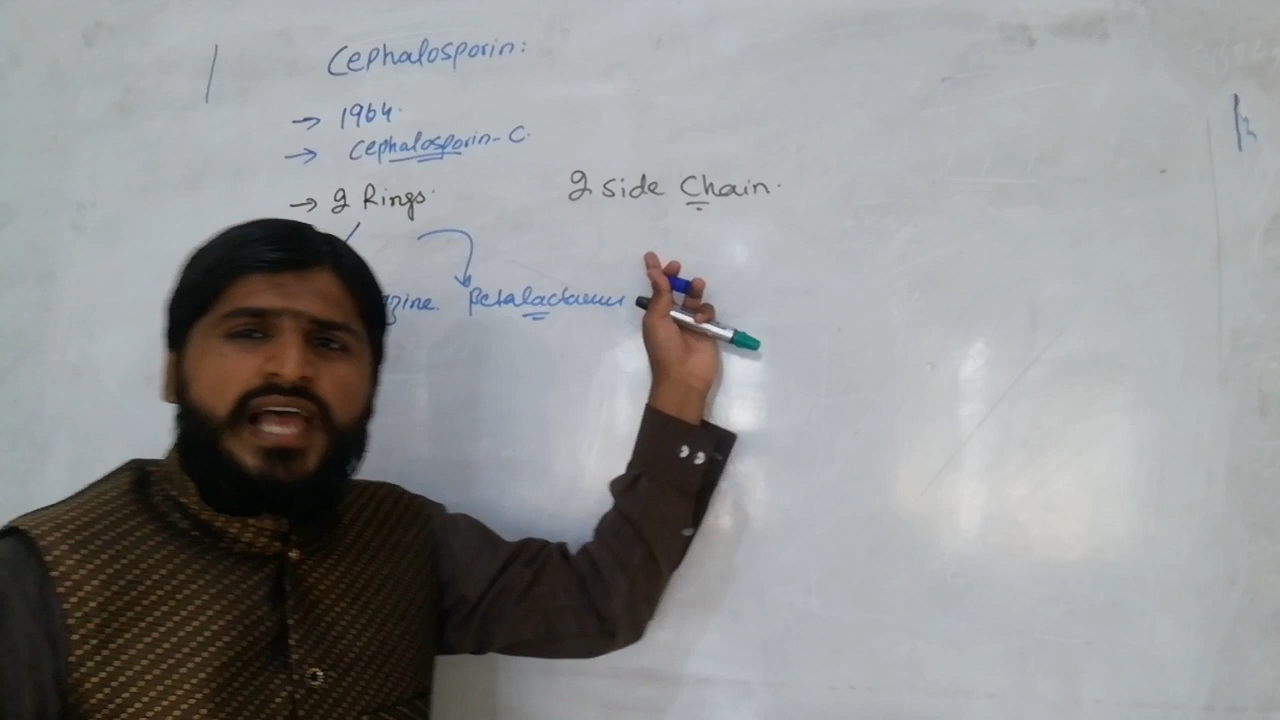 Cephalosporin:
→ 1964.
→ Cephalosporin-C.
→ 2 Rings. 2 side Chain.
zine. Betalactam